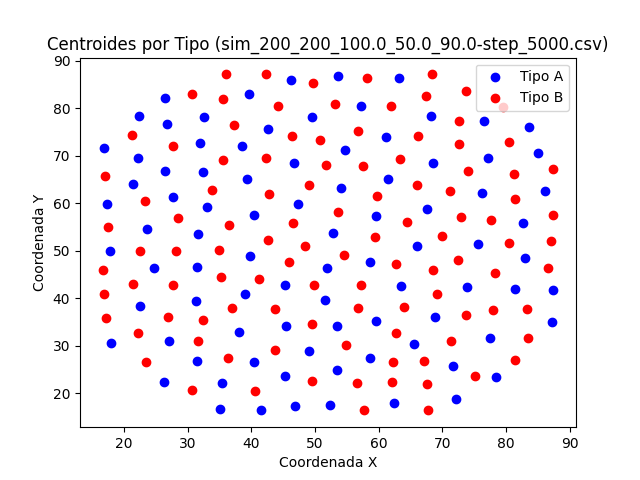 Centroides por Tipo (sim_200_200_100.0_50.0_90.0-step_5000.csv)
Tipo A
Tipo B
90
80
70
60
50
40
30
20
Coordenada Y
20 30 40 50 60 70 80 90
Coordenada X